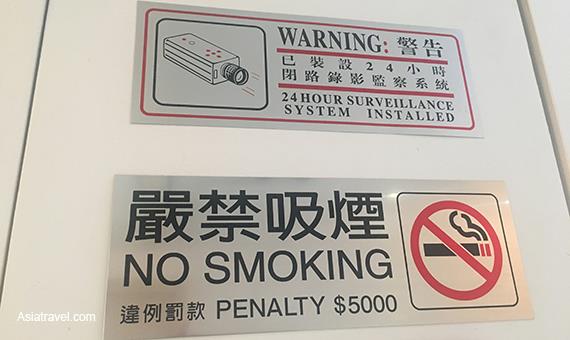 WARNING: 警告
已裝設24小時
閉路錄影監察系統
24 HOUR SURVEILLANCE
SYSTEM INSTALLED
嚴禁吸煙
NO SMOKING
違例罰款 PENALTY $5000
Asiatravel.com